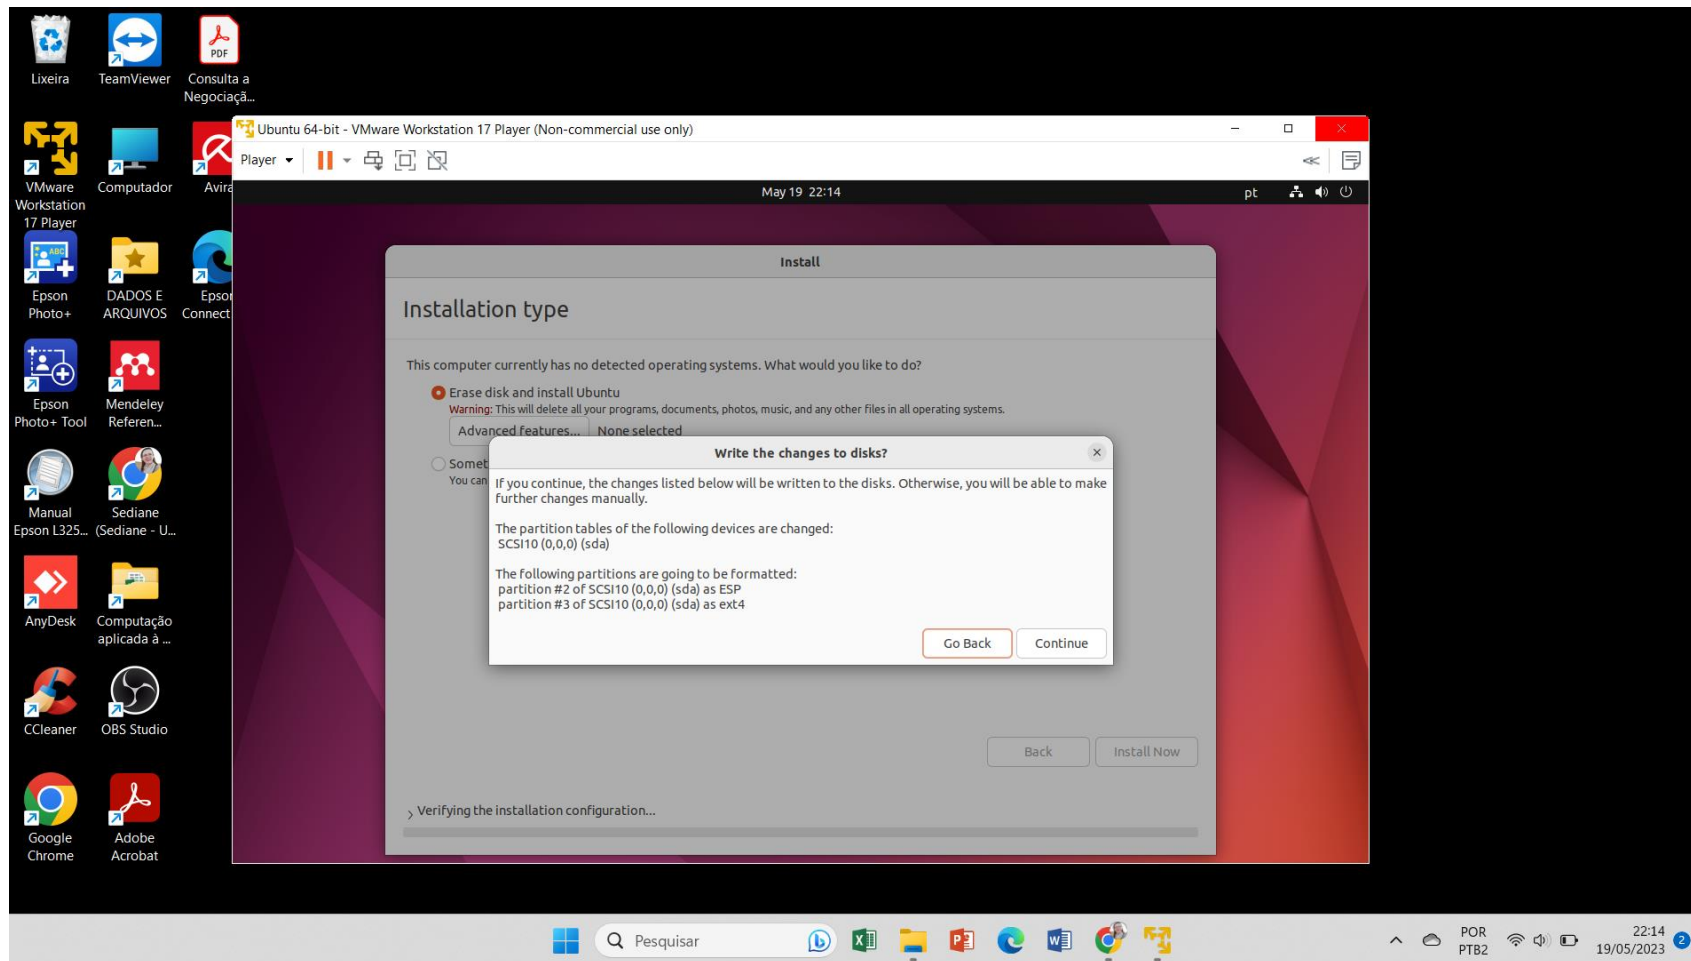 Lixeira
TeamViewer
PDF
Consulta a
Negociaçã...
VMware
Workstation
17 Player
Computador
Avira
ABC
Epson
Photo+
DADOS E
ARQUIVOS
Epson
Connect
Epson
Photo+ Tool
Mendeley
Referen...
Manual
Epson L325...
Sediane
(Sediane - U...
AnyDesk
Computação
aplicada à ...
CCleaner
OBS Studio
Google
Chrome
Adobe
Acrobat
Ubuntu 64-bit - VMware Workstation 17 Player (Non-commercial use only)
Player
May 19 22:14
pt
Install
Installation type
This computer currently has no detected operating systems. What would you like to do?
Erase disk and install Ubuntu
Warning: This will delete all your programs, documents, photos, music, and any other files in all operating systems.
Advanced features... None selected
Somet
You can
Write the changes to disks?
If you continue, the changes listed below will be written to the disks. Otherwise, you will be able to make
further changes manually.
The partition tables of the following devices are changed:
SCSI10 (0,0,0) (sda)
The following partitions are going to be formatted:
partition #2 of SCSI10 (0,0,0) (sda) as ESP
partition #3 of SCSI10 (0,0,0) (sda) as ext4
Go Back
Continue
Back
Install Now
Verifying the installation configuration...
Pesquisar
POR
PTB2
22:14
19/05/2023
2